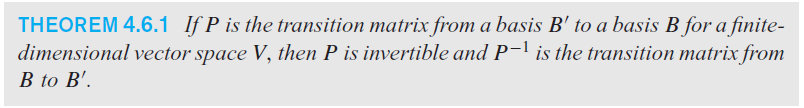 THEOREM 4.6.1 If P is the transition matrix from a basis B′ to a basis B for a finite-
dimensional vector space V, then P is invertible and P⁻¹ is the transition matrix from
B to B′.